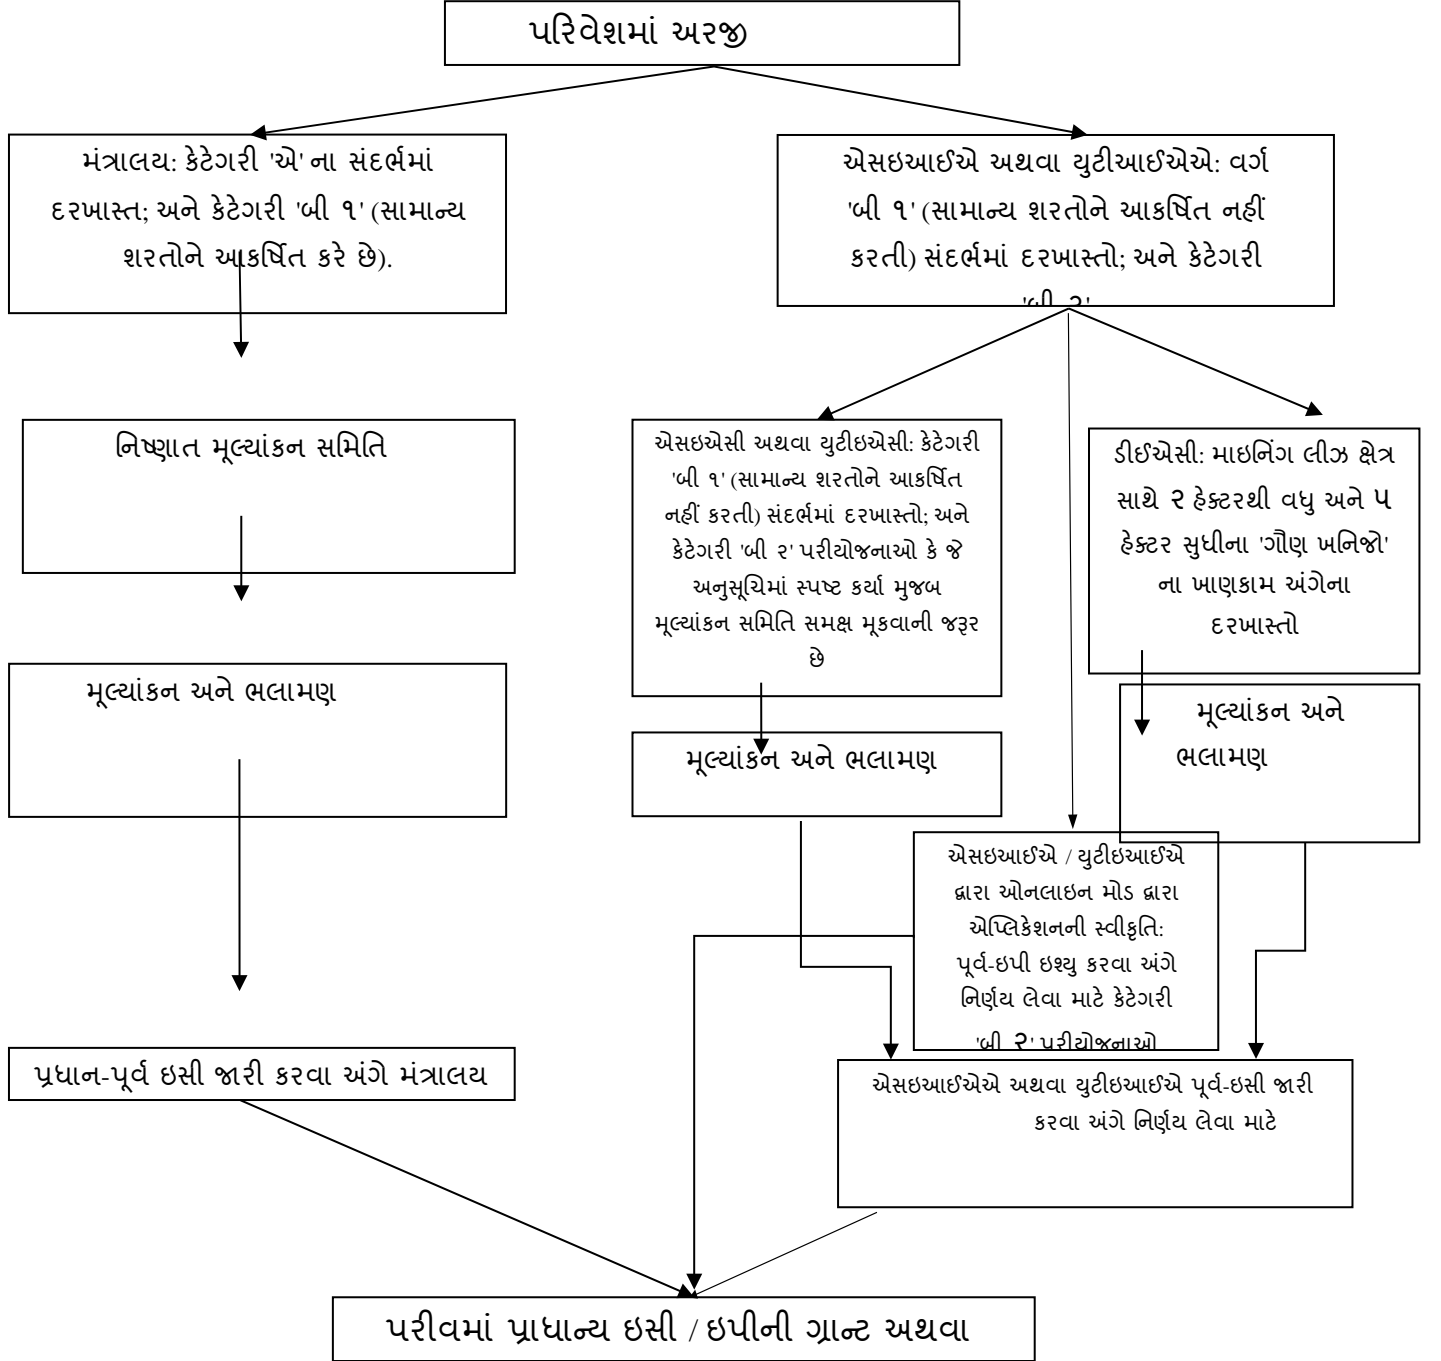 પરિવેશમાં અરજી
મંત્રાલય: કેટેગરી 'એ' ના સંદર્ભમાં
દરખાસ્ત; અને કેટેગરી 'બી ૧' (સામાન્ય
શરતોને આકર્ષિત કરે છે).
એસઇઆઈએ અથવા યુટીઆઈએએ: વર્ગ
'બી ૧' (સામાન્ય શરતોને આકર્ષિત નહીં
કરતી) સંદર્ભમાં દરખાસ્તો; અને કેટેગરી
'બી ૨'
નિષ્ણાત મૂલ્યાંકન સમિતિ
એસઇએસી અથવા યુટીઇએસી: કેટેગરી
'બી ૧' (સામાન્ય શરતોને આકર્ષિત
નહીં કરતી) સંદર્ભમાં દરખાસ્તો; અને
કેટેગરી 'બી ૨' પરીયોજનાઓ કે જે
અનુસૂચિમાં સ્પષ્ટ કર્યા મુજબ
મૂલ્યાંકન સમિતિ સમક્ષ મૂકવાની જરૂર
છે
ડીઈએસી: માઇનિંગ લીઝ ક્ષેત્ર
સાથે ૨ હેક્ટરથી વધુ અને ૫
હેક્ટર સુધીના 'ગૌણ ખનિજો'
ના ખાણકામ અંગેના
દરખાસ્તો
મૂલ્યાંકન અને ભલામણ
મૂલ્યાંકન અને ભલામણ
મૂલ્યાંકન અને
ભલામણ
એસઇઆઈએ / યુટીઇઆઈએ
દ્વારા ઓનલાઇન મોડ દ્વારા
એપ્લિકેશનની સ્વીકૃતિ:
પૂર્વ-ઇપી ઇશ્યુ કરવા અંગે
નિર્ણય લેવા માટે કેટેગરી
'બી ૨' પરીયોજનાઓ
પ્રધાન-પૂર્વ ઇસી જારી કરવા અંગે મંત્રાલય
એસઇઆઈએએ અથવા યુટીઇઆઈએ પૂર્વ-ઇસી જારી
કરવા અંગે નિર્ણય લેવા માટે
પરીવમાં પ્રાધાન્ય ઇસી / ઇપીની ગ્રાન્ટ અથવા